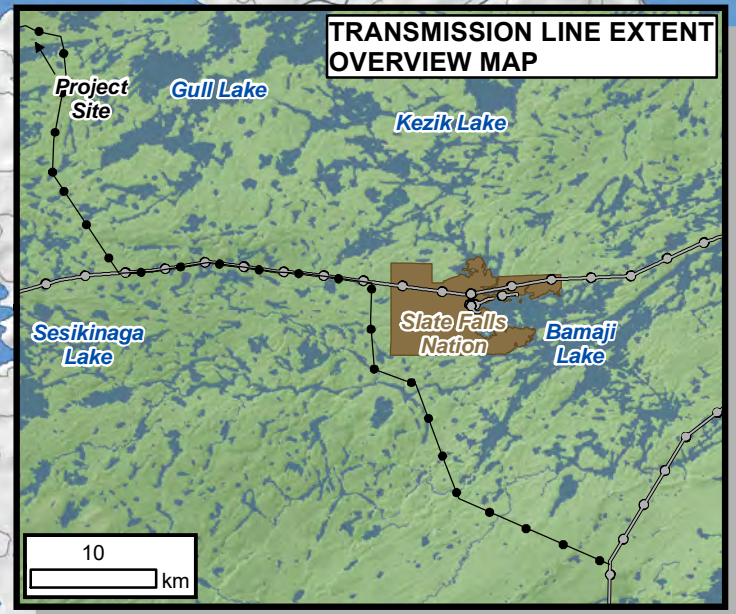 TRANSMISSION LINE EXTENT
OVERVIEW MAP
Project
Site
Gull Lake
Kezik Lake
Sesikinaga
Lake
Slate Falls
Nation
Bamaji
Lake
10
km